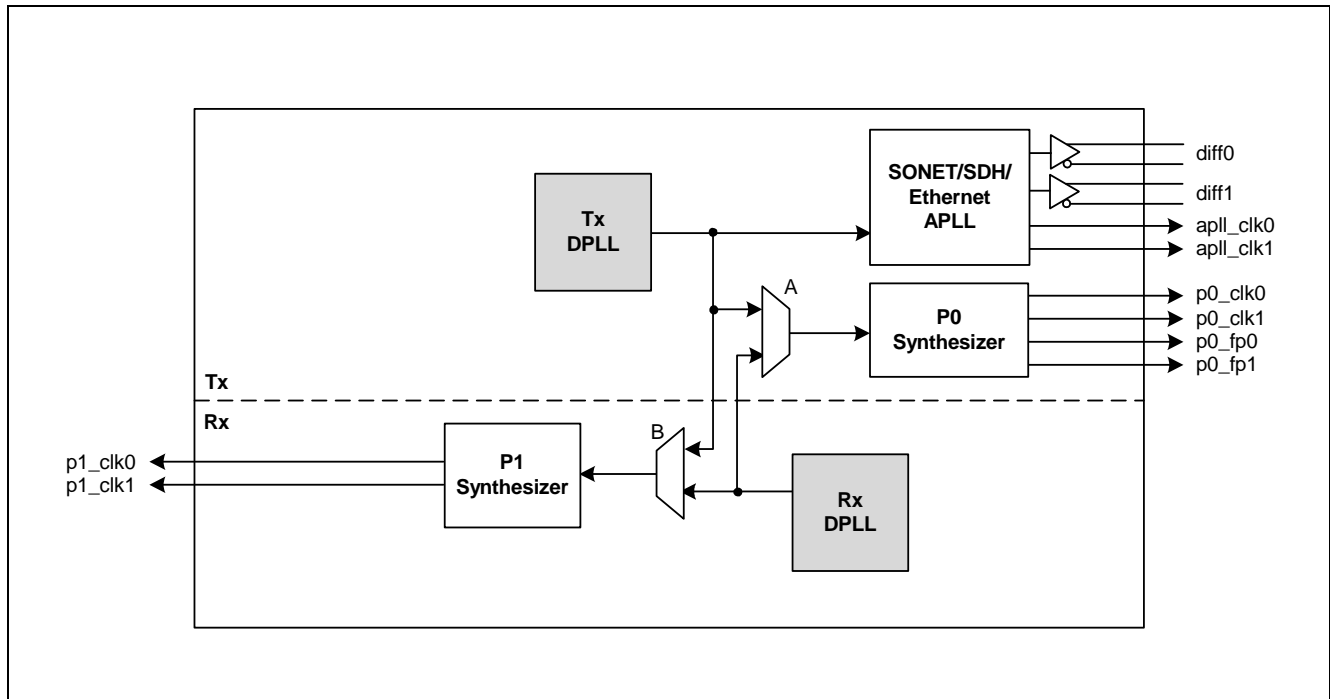 SONET/SDH/
Ethernet
APLL
diff0
diff1
apll_clk0
apll_clk1
Tx
DPLL
A
P0
Synthesizer
p0_clk0
p0_clk1
p0_fp0
p0_fp1
Tx
Rx
B
P1
Synthesizer
p1_clk0
p1_clk1
Rx
DPLL